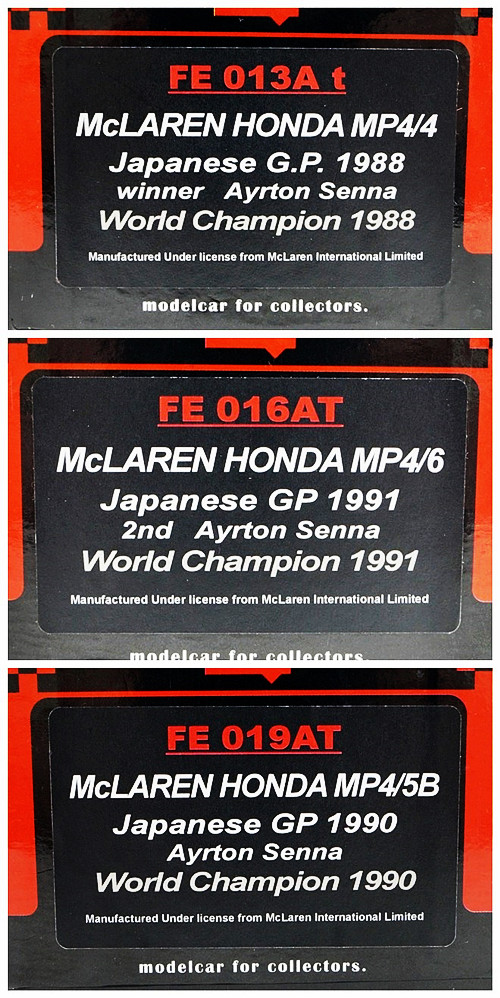 FE 013A t
McLAREN HONDA MP4/4
Japanese G.P. 1988
winner Ayrton Senna
World Champion 1988
Manufactured Under license from McLaren International Limited
modelcar for collectors.
FE 016AT
McLAREN HONDA MP4/6
Japanese GP 1991
2nd Ayrton Senna
World Champion 1991
Manufactured Under license from McLaren International Limited
modelcar for collectors.
FE 019AT
McLAREN HONDA MP4/5B
Japanese GP 1990
Ayrton Senna
World Champion 1990
Manufactured Under license from McLaren International Limited
modelcar for collectors.